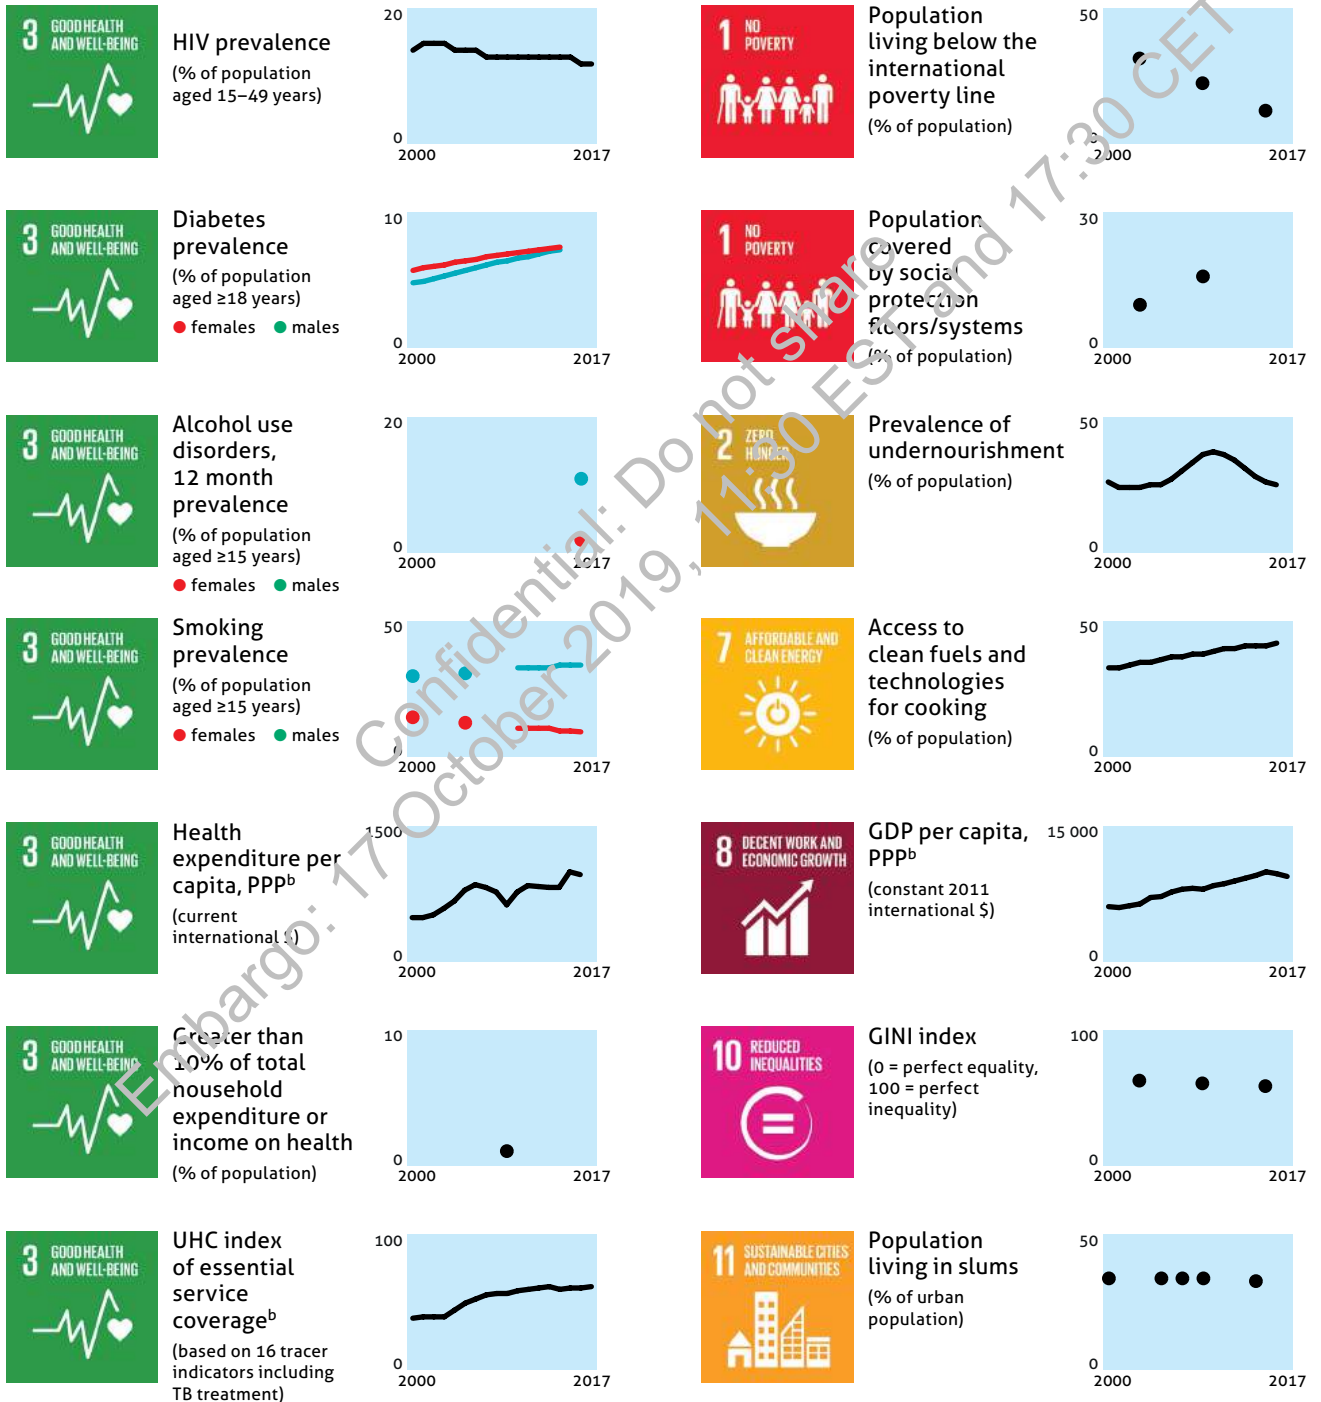 3 GOOD HEALTH
AND WELL-BEING
HIV prevalence
(% of population
aged 15–49 years)
20
0
2000 2017
3 GOOD HEALTH
AND WELL-BEING
Diabetes
prevalence
(% of population
aged ≥18 years)
females males
10
0
2000 2017
3 GOOD HEALTH
AND WELL-BEING
Alcohol use
disorders,
12 month
prevalence
(% of population
aged ≥15 years)
females males
20
0
2000 2017
3 GOOD HEALTH
AND WELL-BEING
Smoking
prevalence
(% of population
aged ≥15 years)
females males
50
0
2000 2017
3 GOOD HEALTH
AND WELL-BEING
Health
expenditure per
capita, PPPᵇ
(current
international $)
1500
0
2000 2017
3 GOOD HEALTH
AND WELL-BEING
Greater than
10% of total
household
expenditure or
income on health
(% of population)
10
0
2000 2017
3 GOOD HEALTH
AND WELL-BEING
UHC index
of essential
service
coverageᵇ
(based on 16 tracer
indicators including
TB treatment)
100
0
2000 2017
1 NO
POVERTY
Population
living below the
international
poverty line
(% of population)
50
0
2000 2017
1 NO
POVERTY
Population
covered
by social
protection
floors/systems
(% of population)
30
0
2000 2017
2 ZERO
HUNGER
Prevalence of
undernourishment
(% of population)
50
0
2000 2017
7 AFFORDABLE AND
CLEAN ENERGY
Access to
clean fuels and
technologies
for cooking
(% of population)
50
0
2000 2017
8 DECENT WORK AND
ECONOMIC GROWTH
GDP per capita,
PPPᵇ
(constant 2011
international $)
15 000
0
2000 2017
10 REDUCED
INEQUALITIES
GINI index
(0 = perfect equality,
100 = perfect
inequality)
100
0
2000 2017
11 SUSTAINABLE CITIES
AND COMMUNITIES
Population
living in slums
(% of urban
population)
50
0
2000 2017
Confidential: Do not share
Embargo: 17 October 2019, 11:30 EST and 17:30 CET